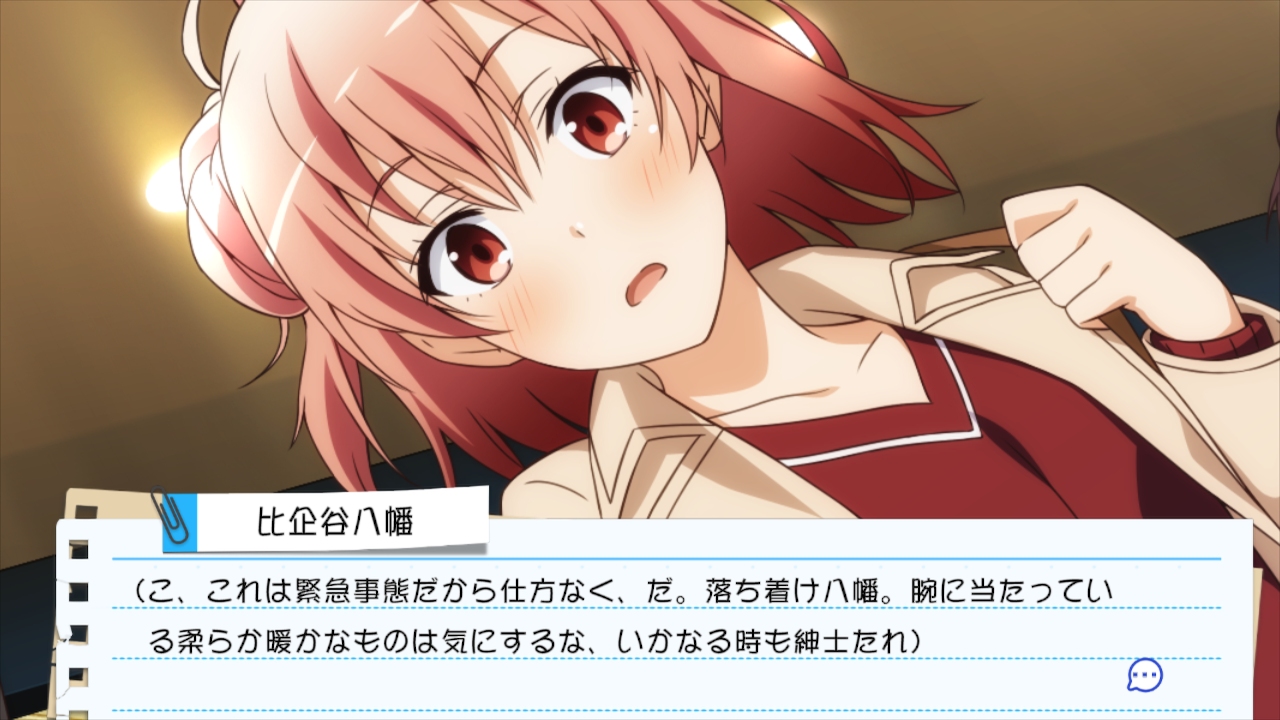 比企谷八幡
（こ、これは緊急事態だから仕方なく、だ。落ち着け八幡。腕に当たってい
る柔らか暖かなものは気にするな、いかなる時も紳士たれ）